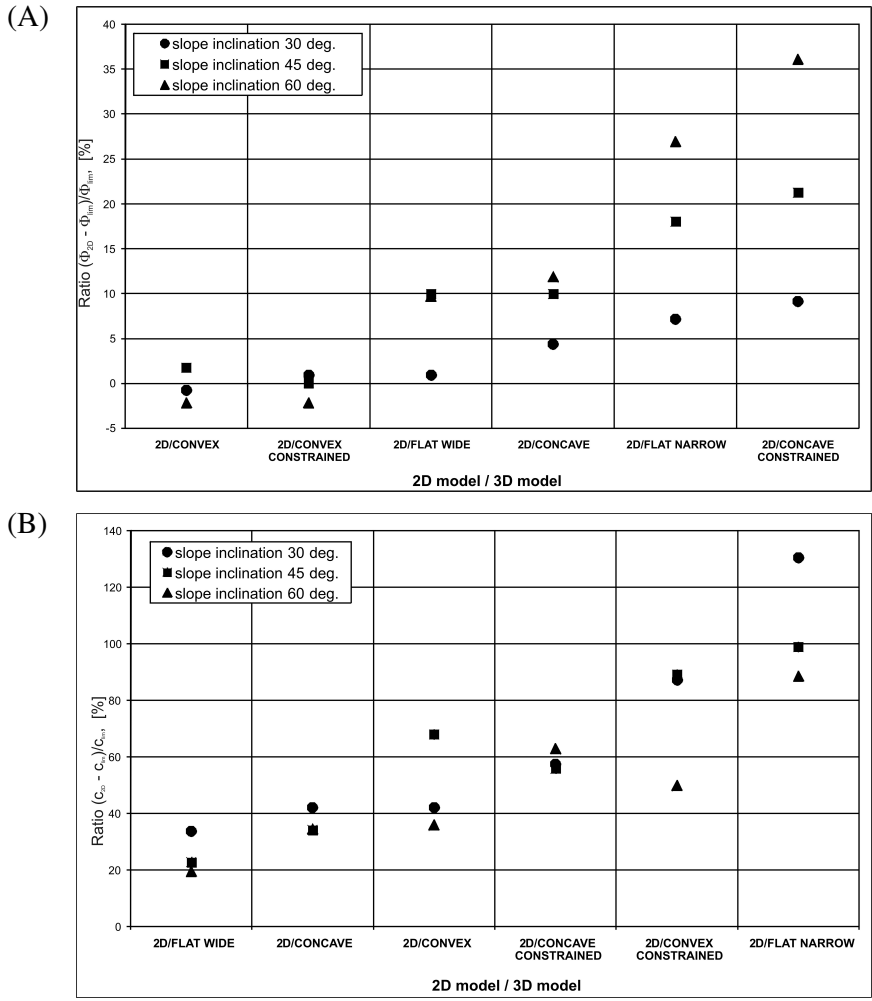 (A)
40
35
30
25
20
15
10
5
0
-5
Ratio (Φ2D - Φlim)/Φlim, [%]
slope inclination 30 deg.
slope inclination 45 deg.
slope inclination 60 deg.
2D/CONVEX
2D/CONVEX
CONSTRAINED
2D/FLAT WIDE
2D/CONCAVE
2D/FLAT NARROW
2D/CONCAVE
CONSTRAINED
2D model / 3D model
(B)
140
120
100
80
60
40
20
0
Ratio (c2D - clim)/clim, [%]
slope inclination 30 deg.
slope inclination 45 deg.
slope inclination 60 deg.
2D/FLAT WIDE
2D/CONCAVE
2D/CONVEX
2D/CONCAVE
CONSTRAINED
2D/CONVEX
CONSTRAINED
2D/FLAT NARROW
2D model / 3D model